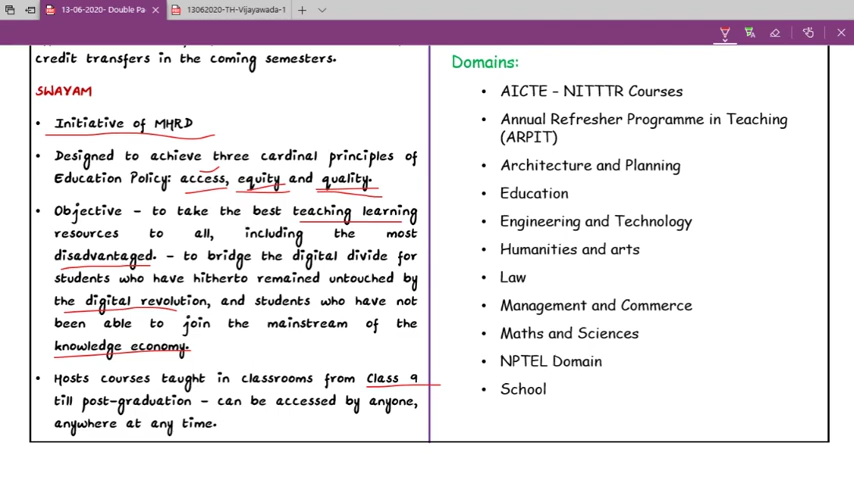 13-06-2020- Double Pa
13062020-TH-Vijayawada-1
credit transfers in the coming semesters.
SWAYAM
• Initiative of MHRD
• Designed to achieve three cardinal principles of
Education Policy: access, equity and quality.
• Objective – to take the best teaching learning
resources to all, including the most
disadvantaged. – to bridge the digital divide for
students who have hitherto remained untouched by
the digital revolution, and students who have not
been able to join the mainstream of the
knowledge economy.
• Hosts courses taught in classrooms from Class 9
till post-graduation – can be accessed by anyone,
anywhere at any time.
Domains:
• AICTE – NITTTR Courses
• Annual Refresher Programme in Teaching
(ARPIT)
• Architecture and Planning
• Education
• Engineering and Technology
• Humanities and arts
• Law
• Management and Commerce
• Maths and Sciences
• NPTEL Domain
• School